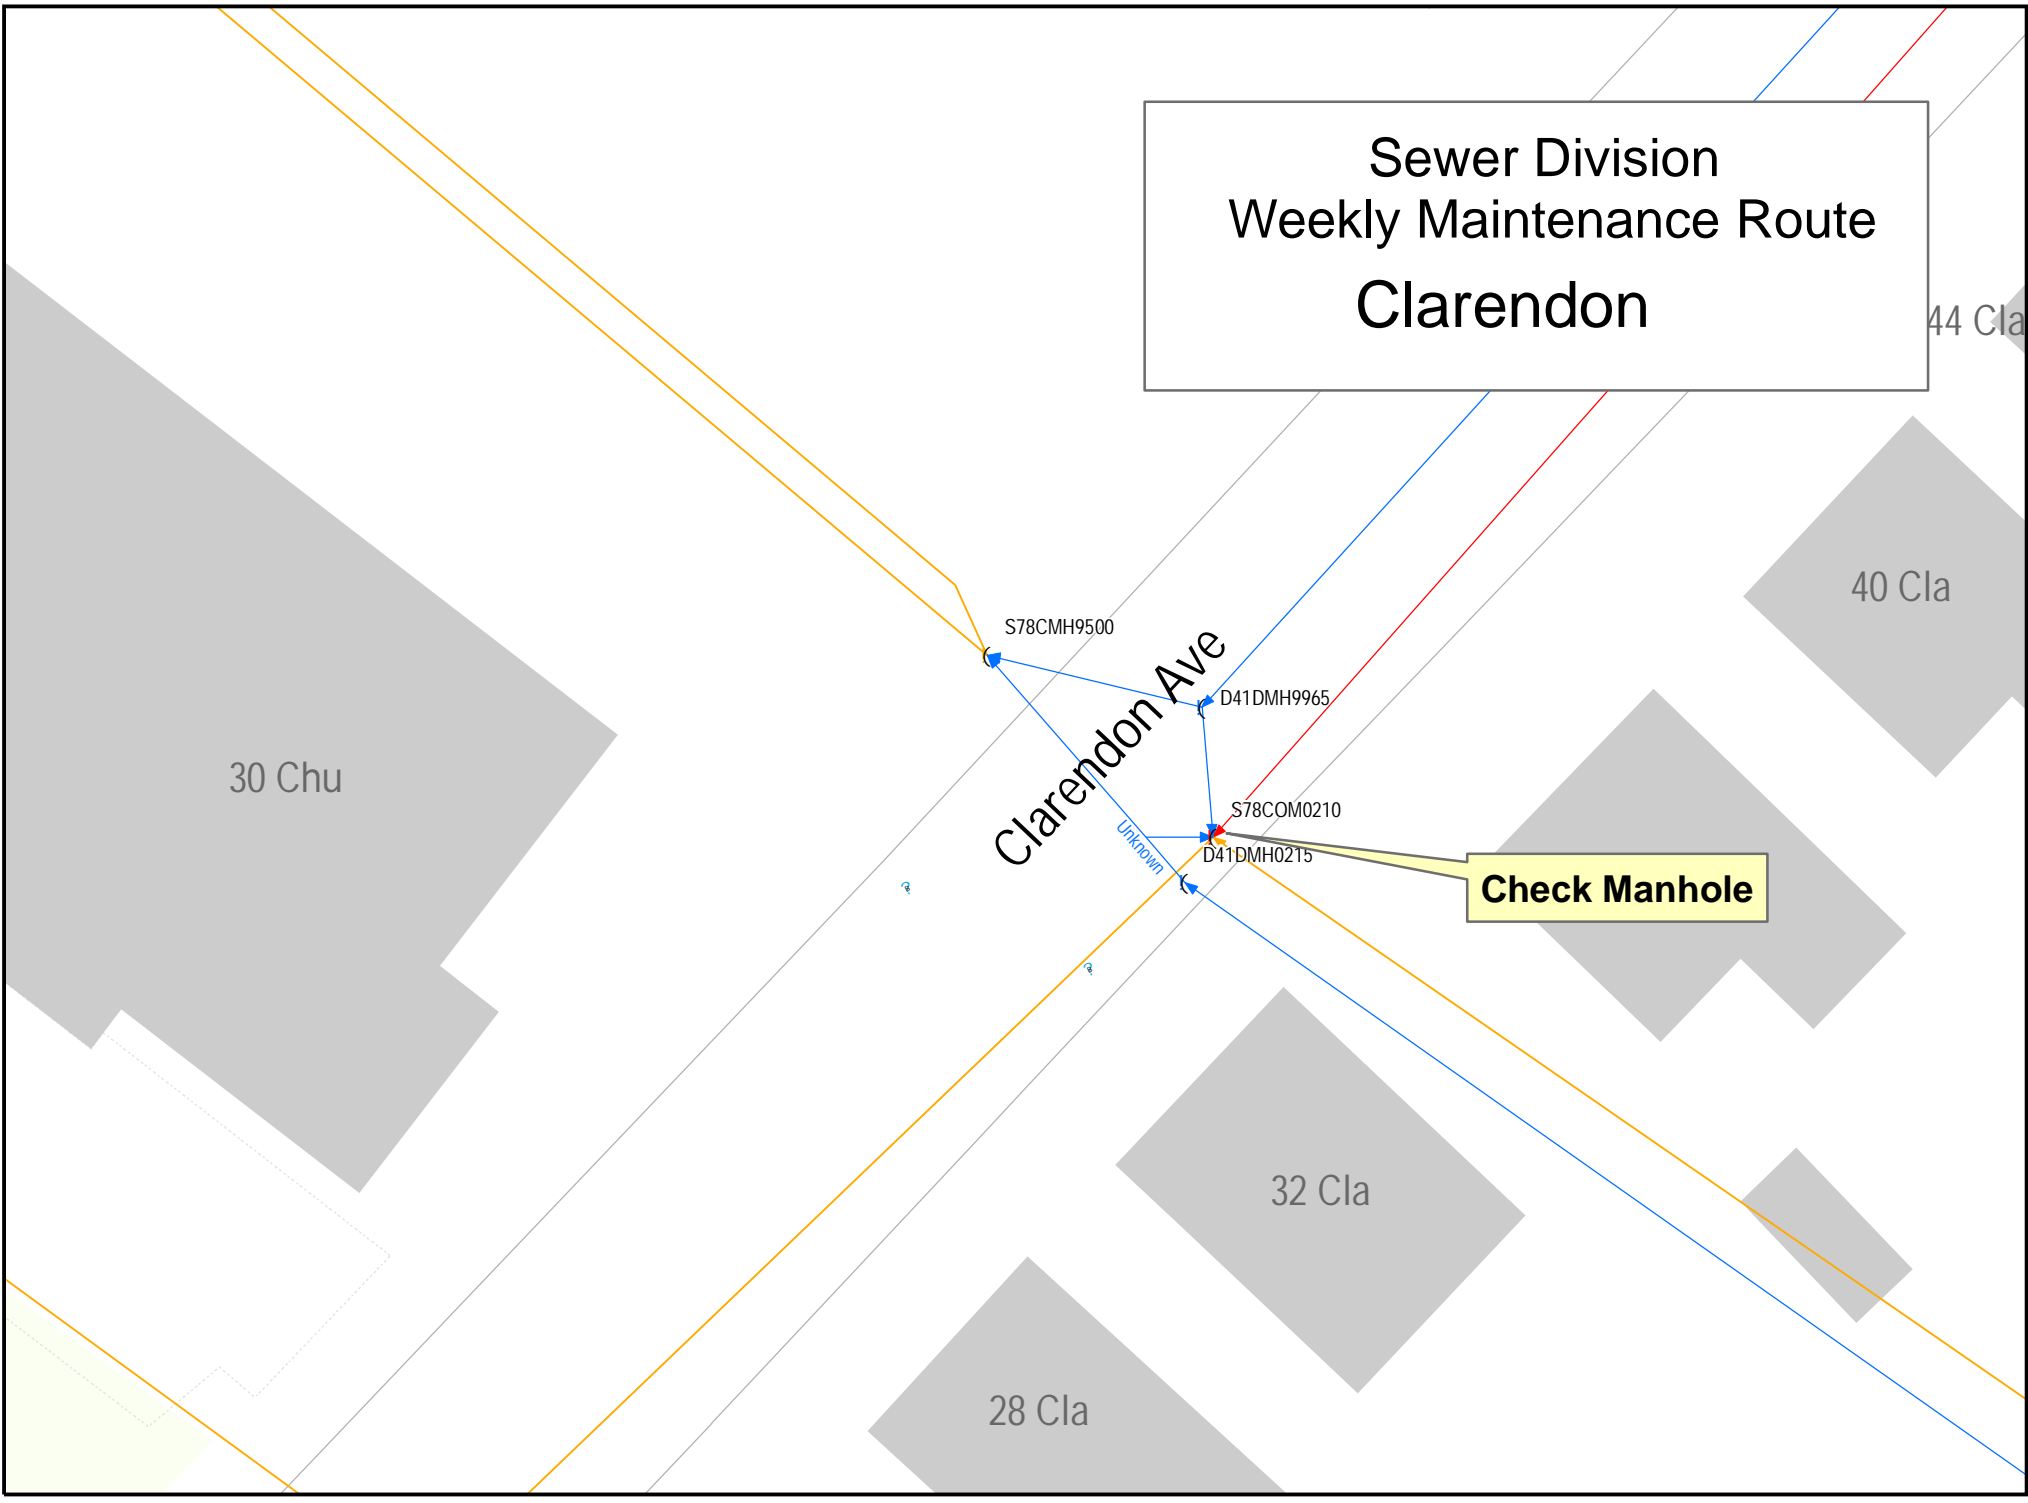 Sewer Division
Weekly Maintenance Route
Clarendon
44 Cla
40 Cla
S78CMH9500
Clarendon Ave
D41DMH9965
30 Chu
S78COM0210
Unknown
D41DMH0215
Check Manhole
32 Cla
28 Cla